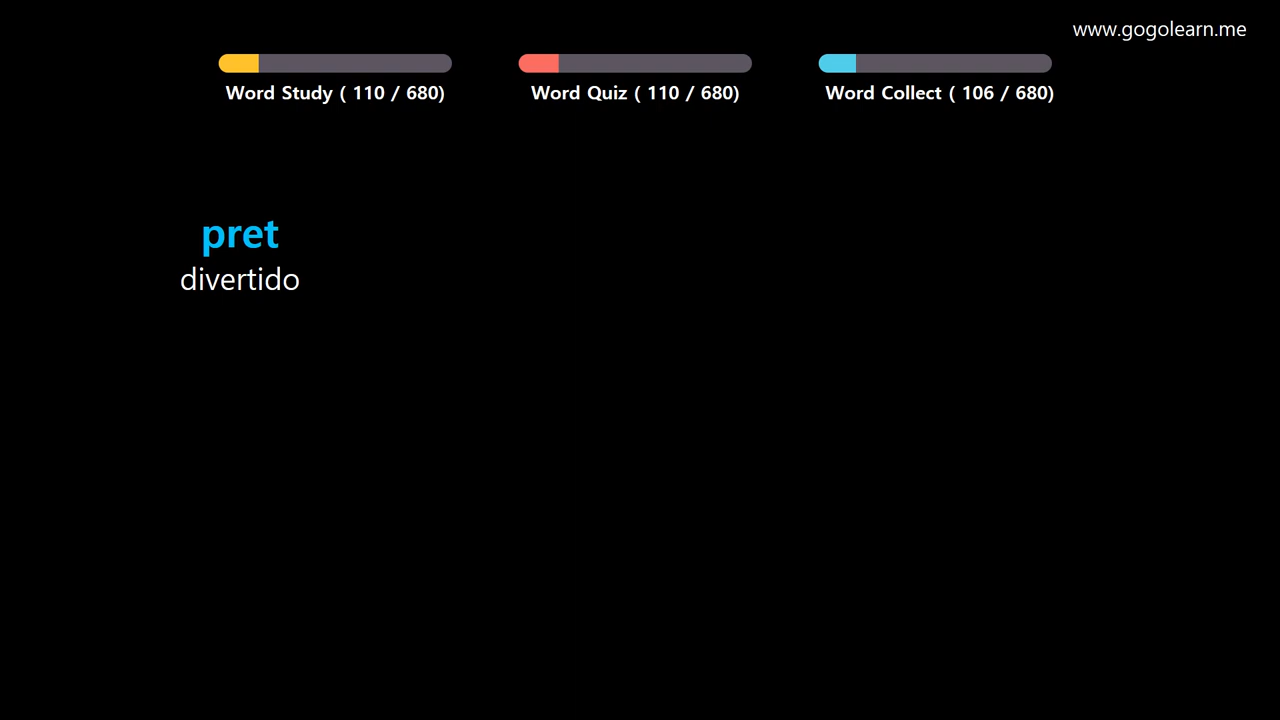 www.gogolearn.me
Word Study ( 110 / 680)
Word Quiz ( 110 / 680)
Word Collect ( 106 / 680)
pret
divertido